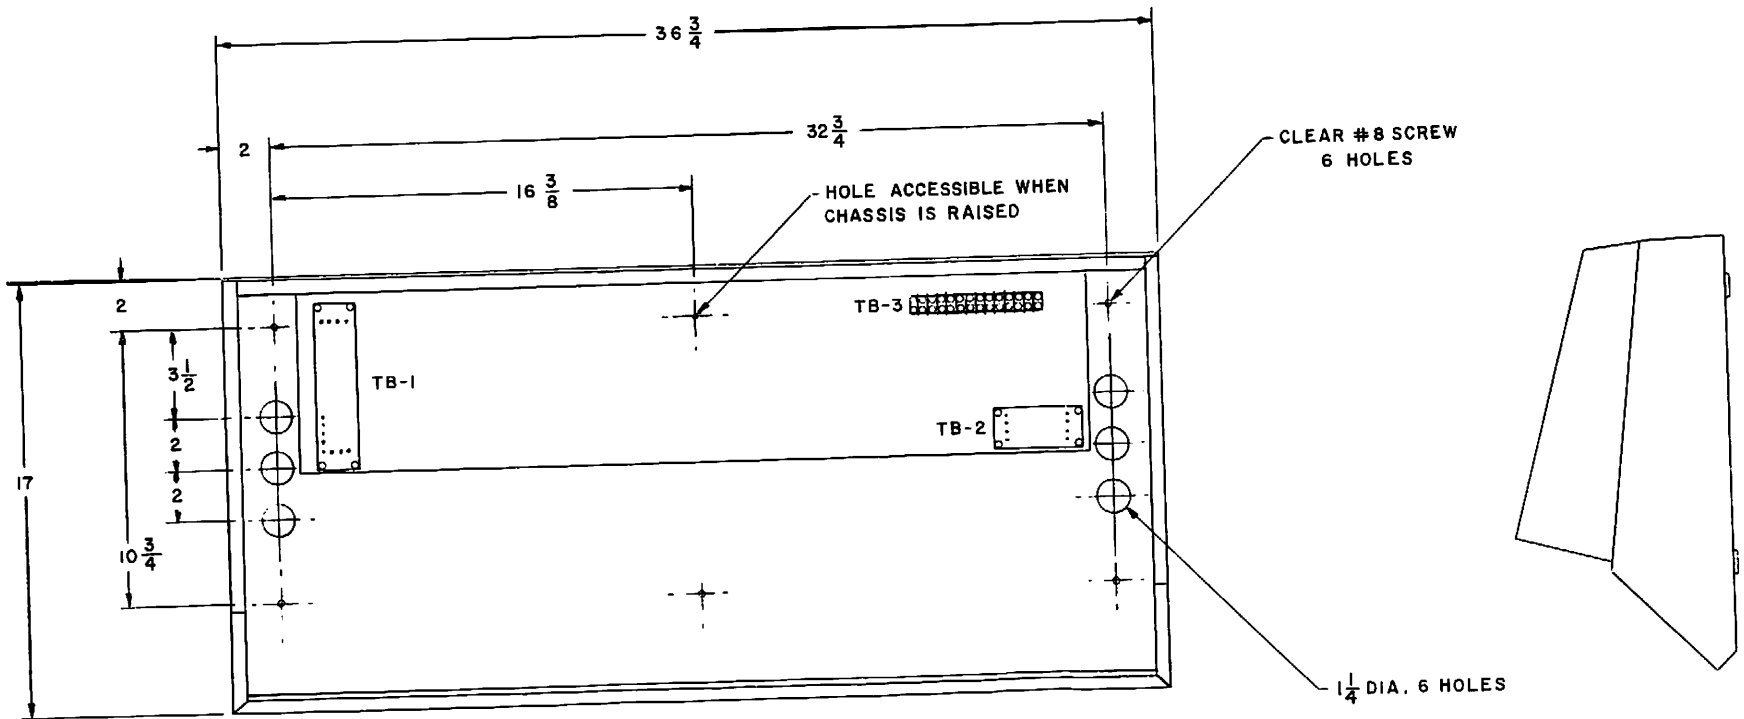 36 3/4
32 3/4
2
16 3/8
CLEAR #8 SCREW
6 HOLES
HOLE ACCESSIBLE WHEN
CHASSIS IS RAISED
2
TB-3
3 1/2
TB-1
TB-2
2
17
2
10 3/4
1 1/4 DIA. 6 HOLES